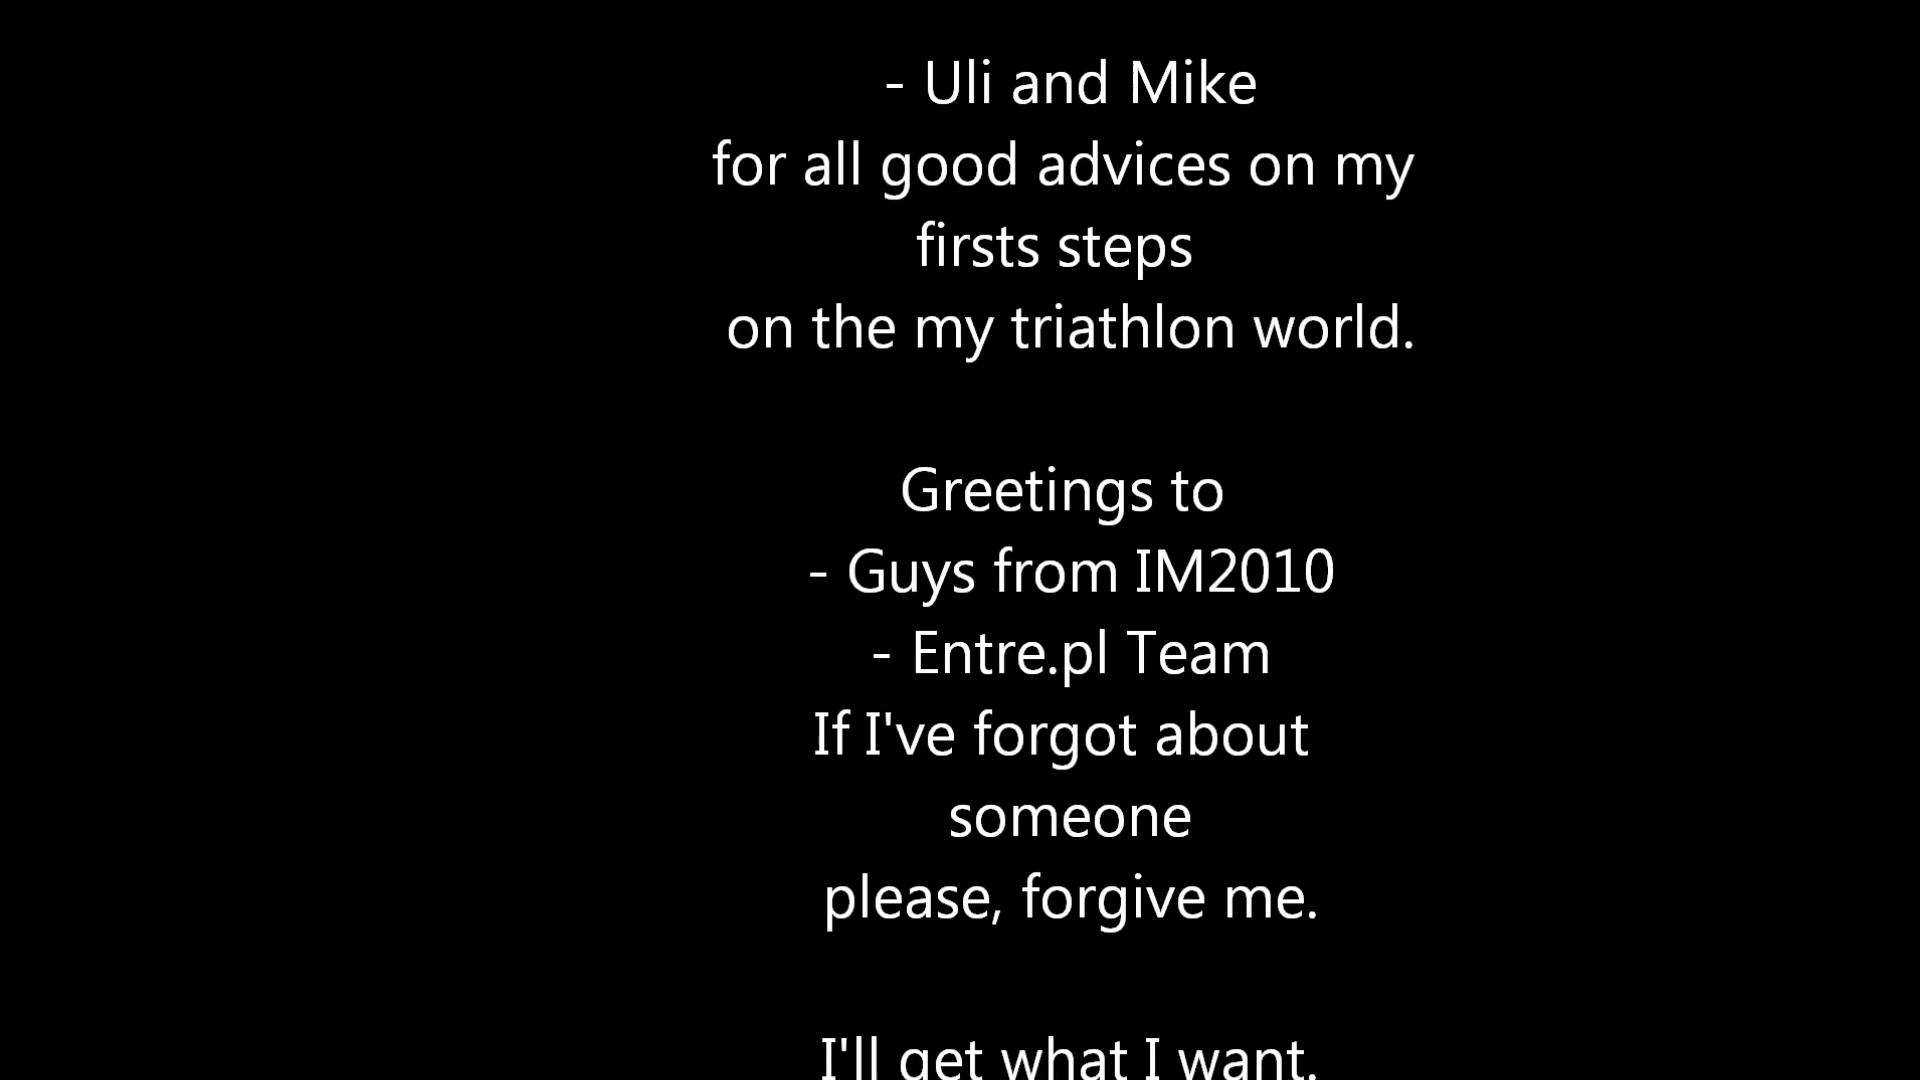 - Uli and Mike
for all good advices on my
firsts steps
on the my triathlon world.
Greetings to
- Guys from IM2010
- Entre.pl Team
If I've forgot about
someone
please, forgive me.
I'll get what I want.